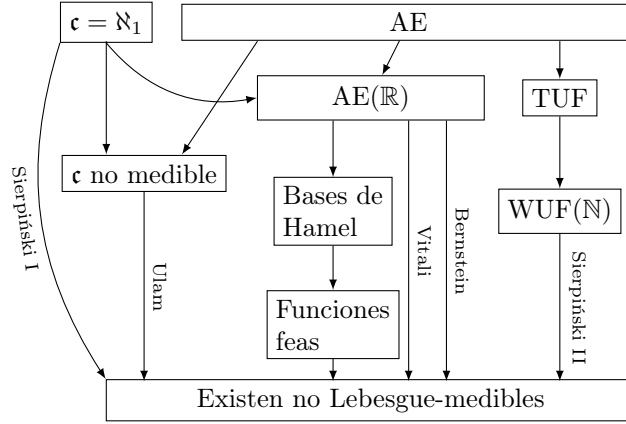 𝔠 = ℵ₁
AE
AE(ℝ)
TUF
𝔠 no medible
Bases de
Hamel
WUF(ℕ)
Sierpiński I
Ulam
Vitali
Bernstein
Sierpiński II
Funciones
feas
Existen no Lebesgue-medibles